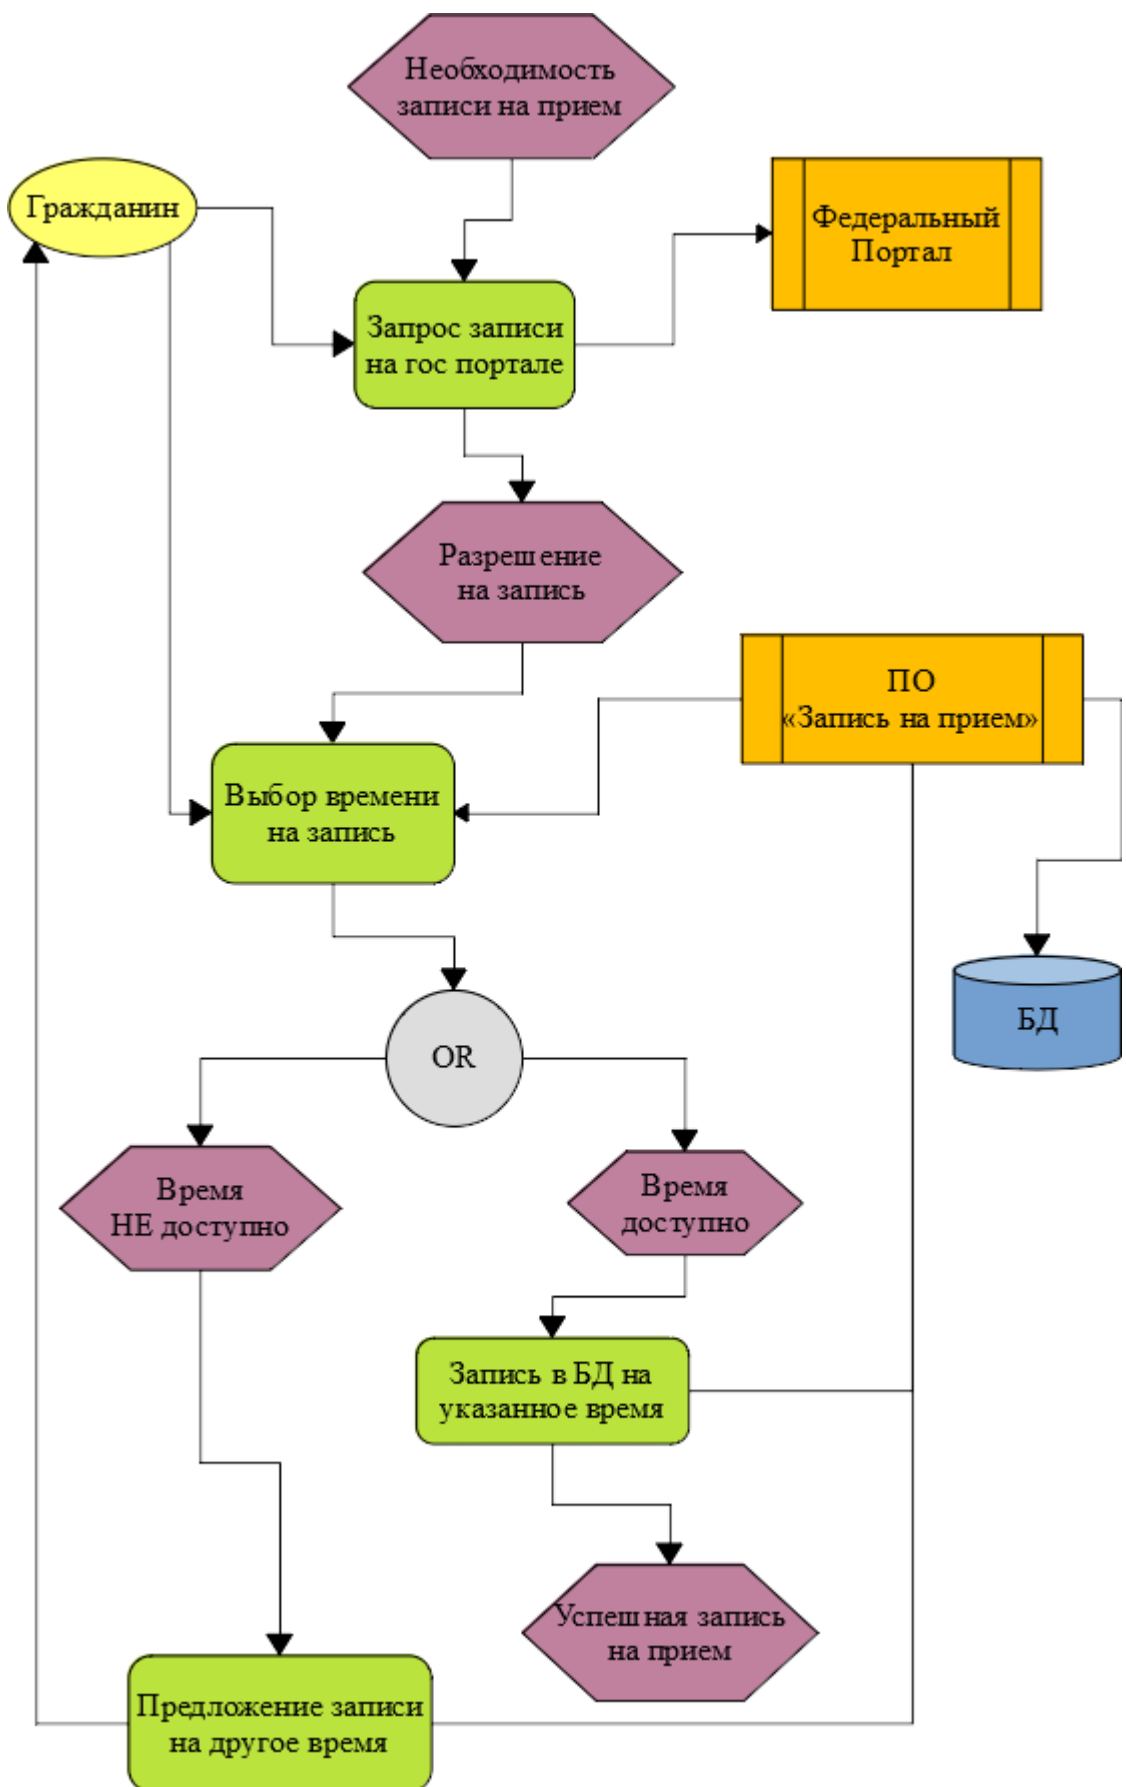 Необходимость
записи на прием
Гражданин
Федеральный
Портал
Запрос записи
на гос портале
Разрешение
на запись
ПО
«Запись на прием»
Выбор времени
на запись
БД
OR
Время
НЕ доступно
Время
доступно
Запись в БД на
указанное время
Успешная запись
на прием
Предложение записи
на другое время